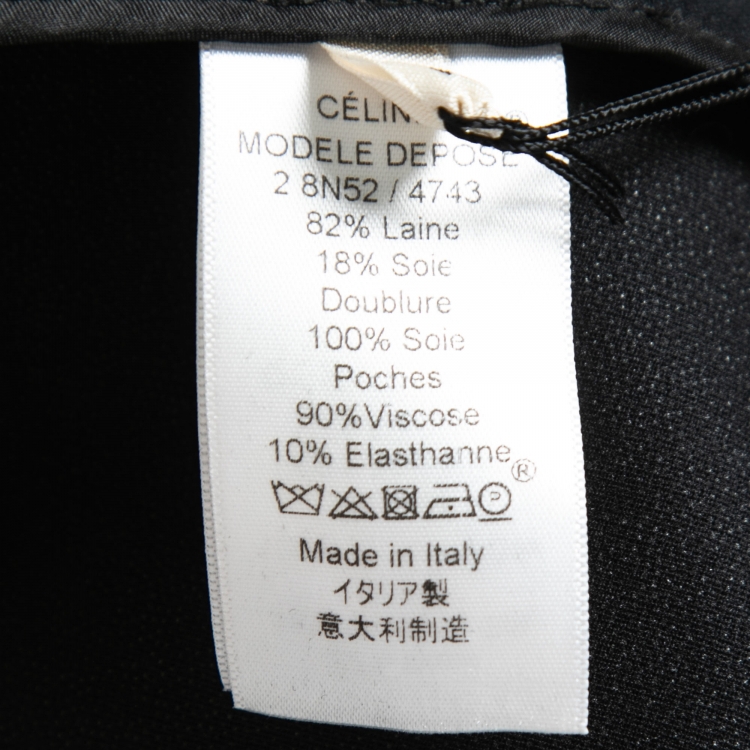 CÉLIN
MODELE DEPOSE
2 8N52 / 4743
82% Laine
18% Soie
Doublure
100% Soie
Poches
90%Viscose
10% Elasthanne
®
P
Made in Italy
イタリア製
意大利制造